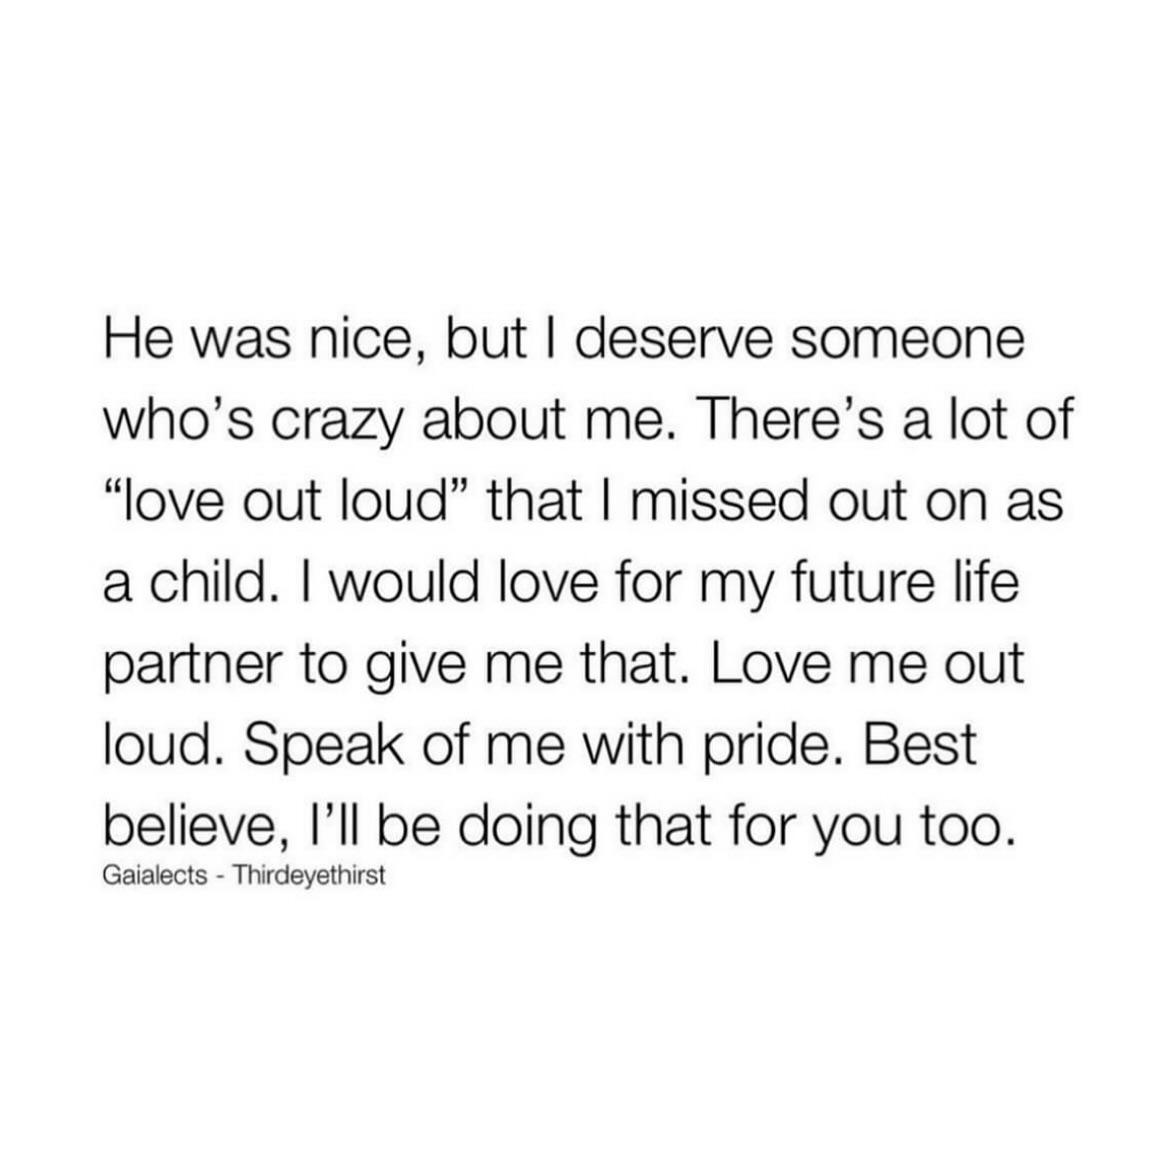 He was nice, but I deserve someone
who’s crazy about me. There’s a lot of
“love out loud” that I missed out on as
a child. I would love for my future life
partner to give me that. Love me out
loud. Speak of me with pride. Best
believe, I’ll be doing that for you too.
Gaialects - Thirdeyethirst